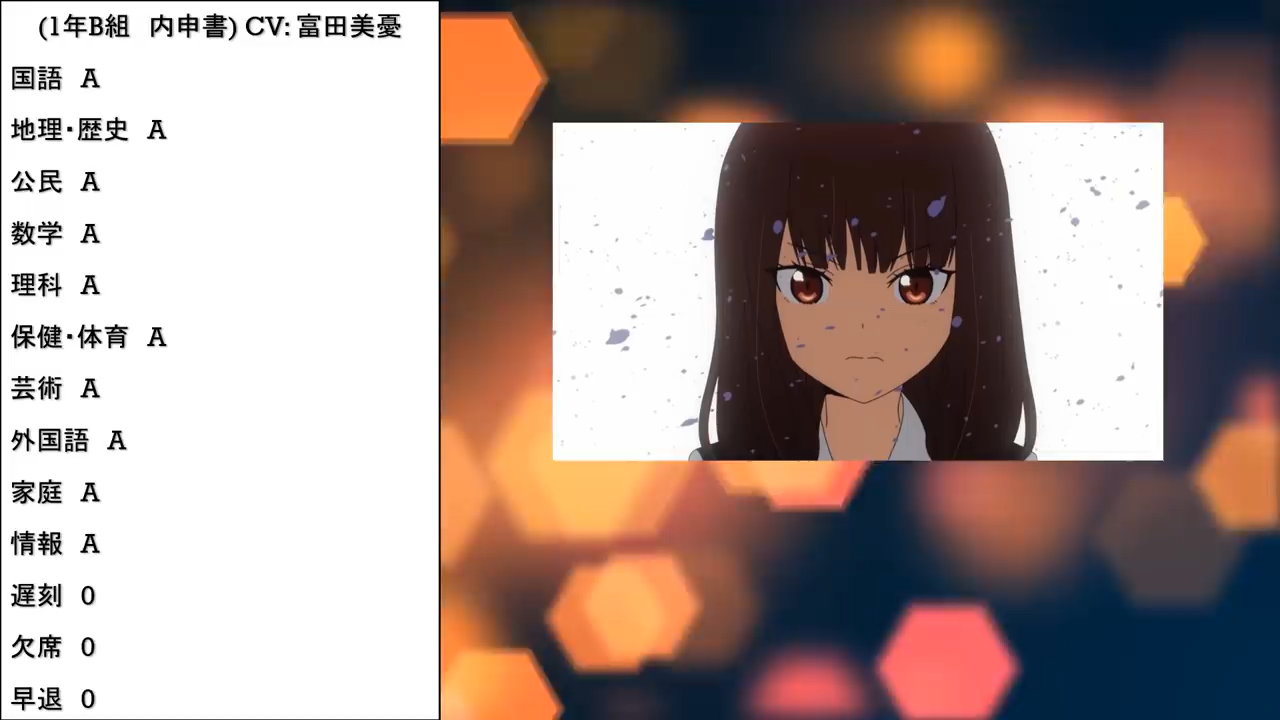 (1年B組　内申書) CV: 富田美憂
国語　A
地理・歴史　A
公民　A
数学　A
理科　A
保健・体育　A
芸術　A
外国語　A
家庭　A
情報　A
遅刻　0
欠席　0
早退　0